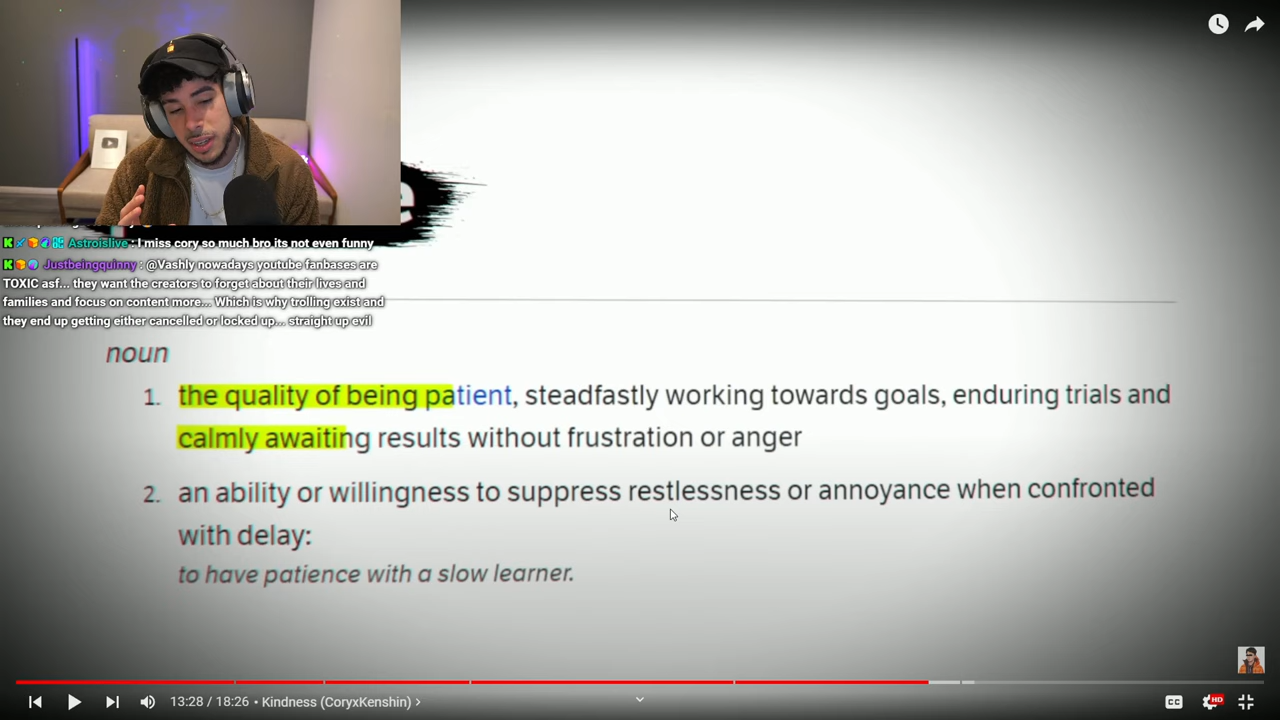 e
Astroislive : I miss cory so much bro its not even funny
Justbeingquinny : @Vashly nowadays youtube fanbases are
TOXIC asf... they want the creators to forget about their lives and
families and focus on content more... Which is why trolling exist and
they end up getting either cancelled or locked up... straight up evil
noun
1. the quality of being patient, steadfastly working towards goals, enduring trials and
calmly awaiting results without frustration or anger
2. an ability or willingness to suppress restlessness or annoyance when confronted
with delay:
to have patience with a slow learner.
13:28 / 18:26 • Kindness (CoryxKenshin) >
CC
HD